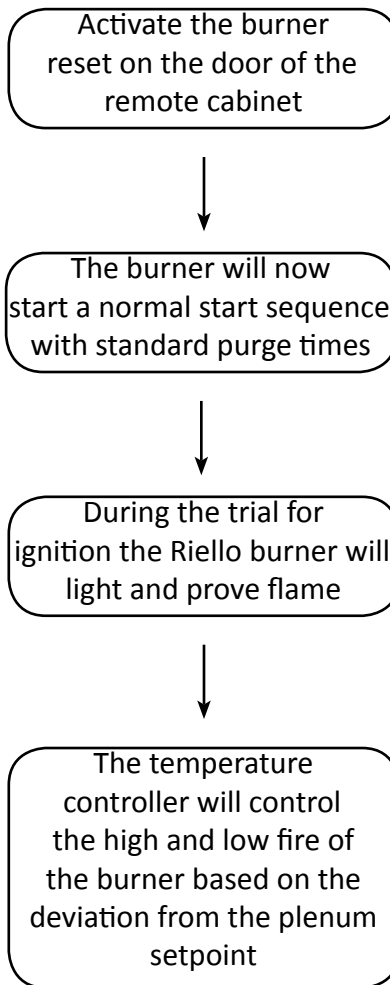 Activate the burner
reset on the door of the
remote cabinet
The burner will now
start a normal start sequence
with standard purge times
During the trial for
ignition the Riello burner will
light and prove flame
The temperature
controller will control
the high and low fire of
the burner based on the
deviation from the plenum
setpoint